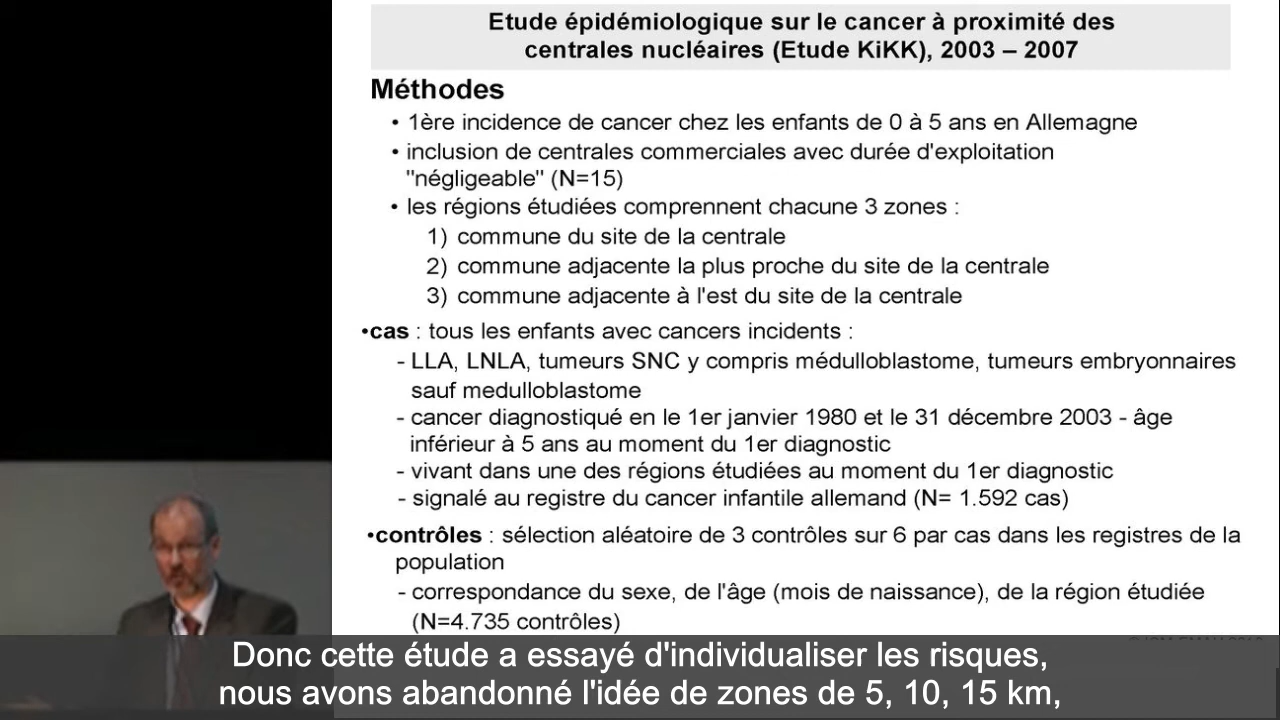 Etude épidémiologique sur le cancer à proximité des
centrales nucléaires (Etude KiKK), 2003 – 2007
Méthodes
• 1ère incidence de cancer chez les enfants de 0 à 5 ans en Allemagne
• inclusion de centrales commerciales avec durée d'exploitation
"négligeable" (N=15)
• les régions étudiées comprennent chacune 3 zones :
1) commune du site de la centrale
2) commune adjacente la plus proche du site de la centrale
3) commune adjacente à l'est du site de la centrale
•cas : tous les enfants avec cancers incidents :
- LLA, LNLA, tumeurs SNC y compris médulloblastome, tumeurs embryonnaires
sauf medulloblastome
- cancer diagnostiqué en le 1er janvier 1980 et le 31 décembre 2003 - âge
inférieur à 5 ans au moment du 1er diagnostic
- vivant dans une des régions étudiées au moment du 1er diagnostic
- signalé au registre du cancer infantile allemand (N= 1.592 cas)
•contrôles : sélection aléatoire de 3 contrôles sur 6 par cas dans les registres de la
population
- correspondance du sexe, de l'âge (mois de naissance), de la région étudiée
(N=4.735 contrôles)
Donc cette étude a essayé d'individualiser les risques,
nous avons abandonné l'idée de zones de 5, 10, 15 km,